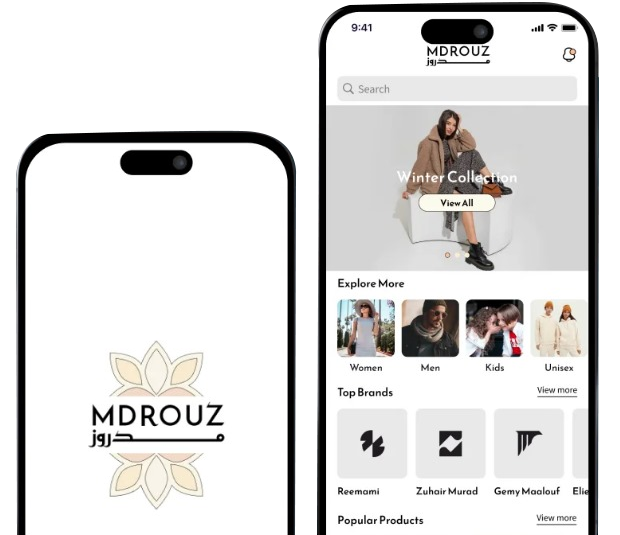 MDROUZ
مدروز
9:41
MDROUZ
مدروز
Search
Winter Collection
View All
Explore More
Women Men Kids Unisex
Top Brands View more
Reemami Zuhair Murad Gemy Maalouf Elie
Popular Products View more